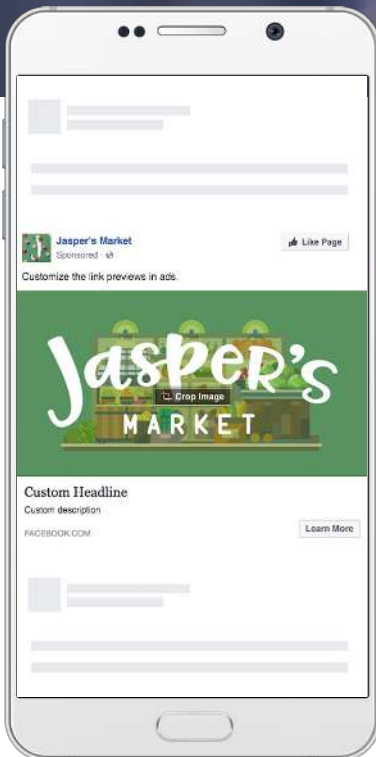 Jasper's Market
Like Page
Sponsored ·
Customize the link previews in ads.
JASPER'S
Crop Image
MARKET
Custom Headline
Custom description
FACEBOOK.COM
Learn More